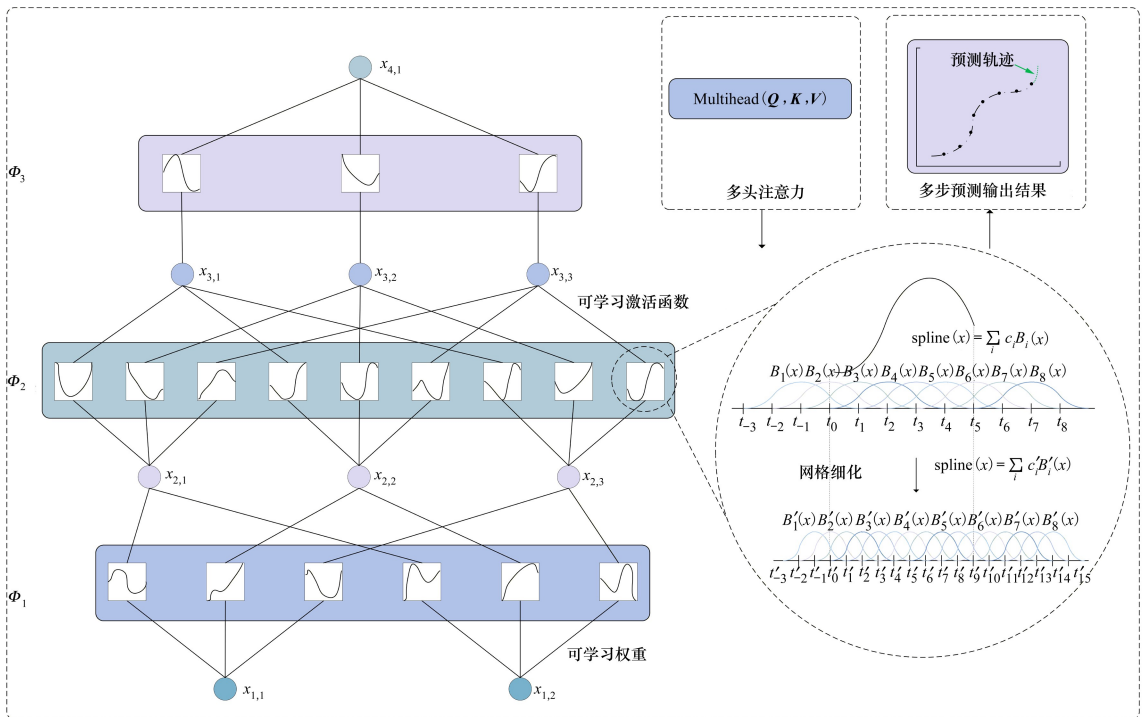 x4,1
Φ3
x3,1
x3,2
x3,3
可学习激活函数
Φ2
x2,1
x2,2
x2,3
Φ1
可学习权重
x1,1
x1,2
Multihead(Q,K,V)
多头注意力
预测轨迹
多步预测输出结果
spline(x)=∑i ciBi(x)
B1(x)B2(x)B3(x)B4(x)B5(x)B6(x)B7(x)B8(x)
t-3 t-2 t-1 t0 t1 t2 t3 t4 t5 t6 t7 t8
网格细化
spline(x)=∑i c′iB′i(x)
B′1(x)B′2(x)B′3(x)B′4(x)B′5(x)B′6(x)B′7(x)B′8(x)
t′-3 t′-2 t′-1 t′0 t′1 t′2 t′3 t′4 t′5 t′6 t′7 t′8 t′9 t′10 t′11 t′12 t′13 t′14 t′15